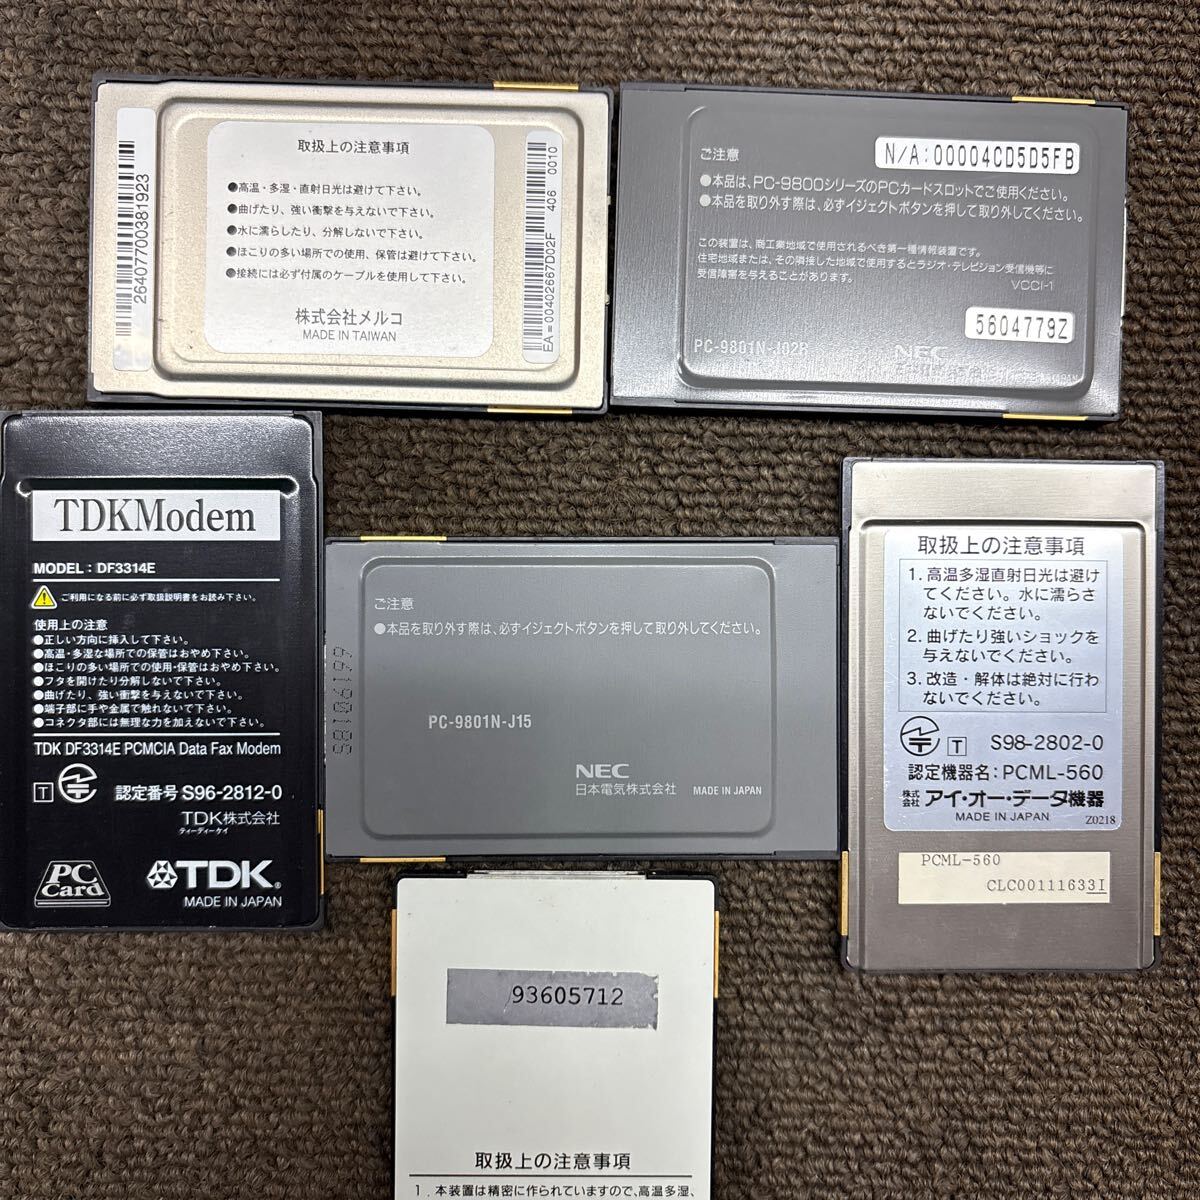 取扱上の注意事項
●高温・多湿・直射日光は避けて下さい。
●曲げたり、強い衝撃を与えないで下さい。
●水に濡らしたり、分解しないで下さい。
●ほこりの多い場所での使用、保管は避けて下さい。
●接続には必ず付属のケーブルを使用して下さい。
株式会社メルコ
MADE IN TAIWAN
26407700381923
EA=00402667D02F 406 0010
N/A:00004CD5D5FB
ご注意
●本品は、PC-9800シリーズのPCカードスロットでご使用ください。
●本品を取り外す際は、必ずイジェクトボタンを押して取り外してください。
この装置は、商工業地域で使用されるべき第一種情報装置です。
住宅地域または、その隣接した地域で使用するとラジオ・テレビジョン受信機等に
受信障害を与えることがあります。
VCCI-1
5604779Z
PC-9801N-J02R
NEC
TDKModem
MODEL : DF3314E
ご利用になる前に必ず取扱説明書をお読み下さい。
使用上の注意
●正しい方向に挿入して下さい。
●高温・多湿な場所での保管はおやめ下さい。
●ほこりの多い場所での使用・保管はおやめ下さい。
●フタを開けたり分解しないで下さい。
●曲げたり、強い衝撃を与えないで下さい。
●端子部に手や金属で触れないで下さい。
●コネクタ部には無理な力を加えないで下さい。
TDK DF3314E PCMCIA Data Fax Modem
T 認定番号 S96-2812-0
TDK株式会社
ティーディーケイ
PC Card
TDK.
MADE IN JAPAN
ご注意
●本品を取り外す際は、必ずイジェクトボタンを押して取り外してください。
PC-9801N-J15
NEC
日本電気株式会社 MADE IN JAPAN
取扱上の注意事項
1. 高温多湿直射日光は避け
てください。水に濡らさ
ないでください。
2. 曲げたり強いショックを
与えないでください。
3. 改造・解体は絶対に行わ
ないでください。
T S98-2802-0
認定機器名:PCML-560
株式会社 アイ・オー・データ機器
MADE IN JAPAN Z0218
PCML-560
CLC00111633I
93605712
取扱上の注意事項
1. 本装置は精密に作られていますので、高温多湿、